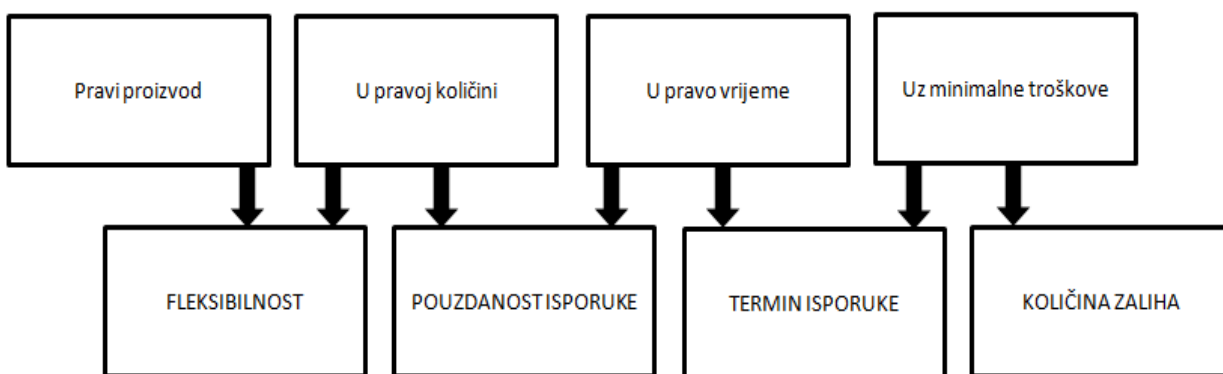 Pravi proizvod
U pravoj količini
U pravo vrijeme
Uz minimalne troškove
FLEKSIBILNOST
POUZDANOST ISPORUKE
TERMIN ISPORUKE
KOLIČINA ZALIHA